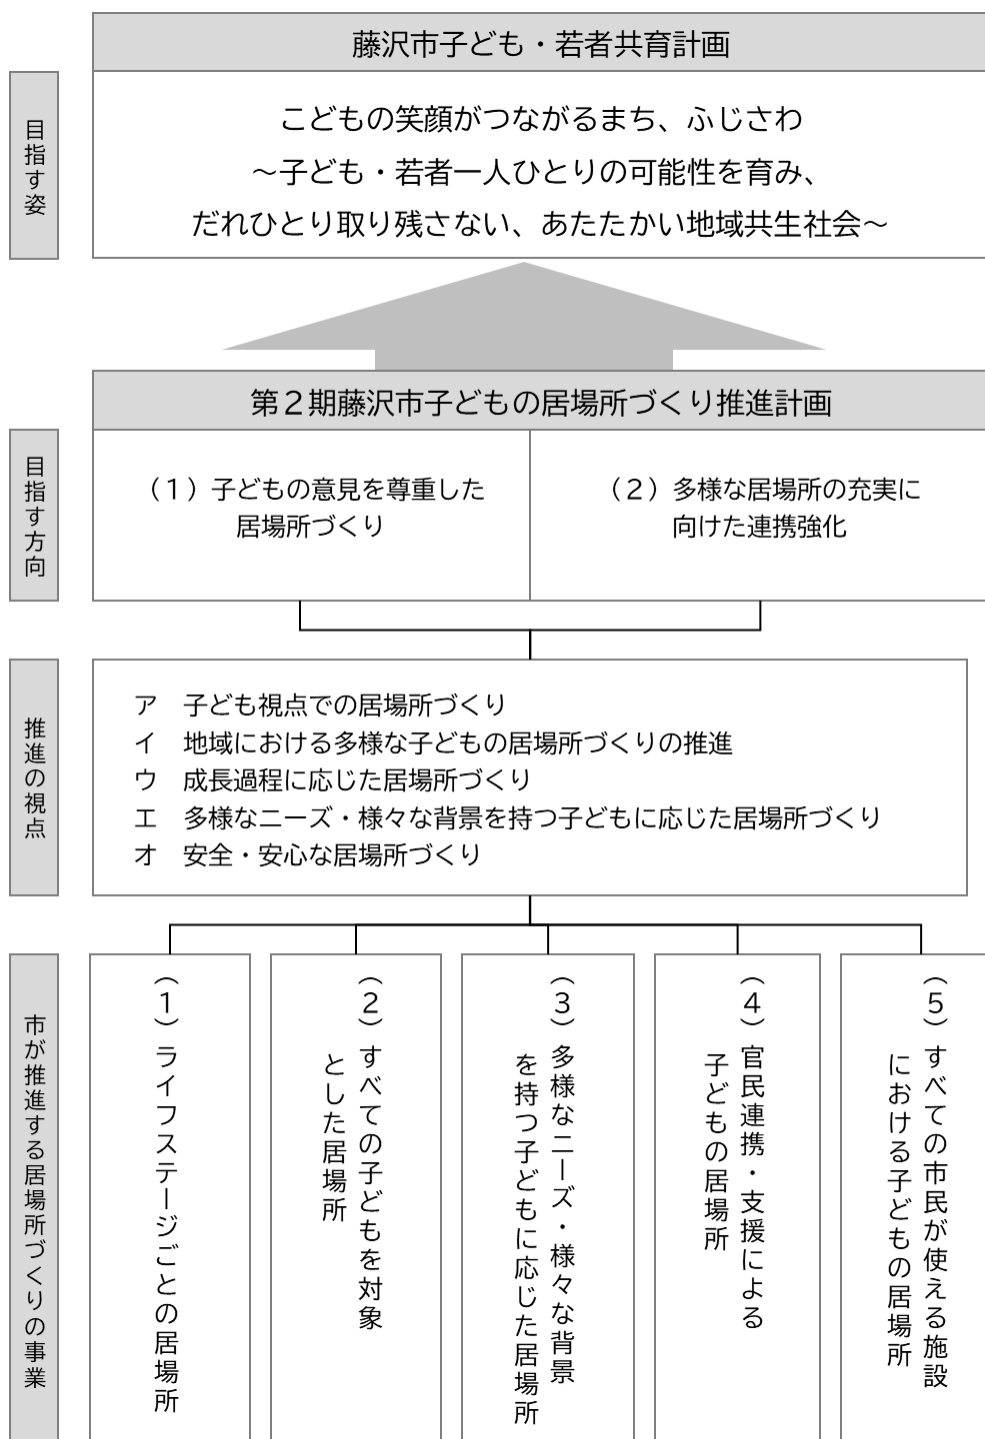 藤沢市子ども・若者共育計画
目指す姿
こどもの笑顔がつながるまち、ふじさわ
～子ども・若者一人ひとりの可能性を育み、
だれひとり取り残さない、あたたかい地域共生社会～
第２期藤沢市子どもの居場所づくり推進計画
目指す方向
（１）子どもの意見を尊重した
居場所づくり
（２）多様な居場所の充実に
向けた連携強化
推進の視点
ア　子ども視点での居場所づくり
イ　地域における多様な子どもの居場所づくりの推進
ウ　成長過程に応じた居場所づくり
エ　多様なニーズ・様々な背景を持つ子どもに応じた居場所づくり
オ　安全・安心な居場所づくり
市が推進する居場所づくりの事業
（１）ライフステージごとの居場所
（２）すべての子どもを対象
とした居場所
（３）多様なニーズ・様々な背景
を持つ子どもに応じた居場所
（４）官民連携・支援による
子どもの居場所
（５）すべての市民が使える施設
における子どもの居場所